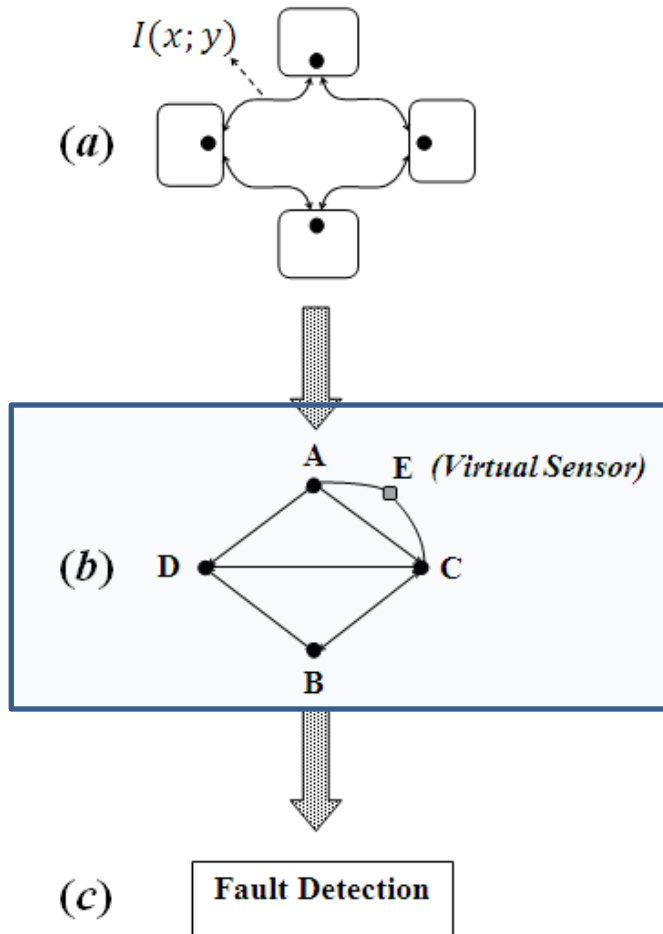 I(x; y)
(a)
A
E (Virtual Sensor)
(b)
D
C
B
(c)
Fault Detection